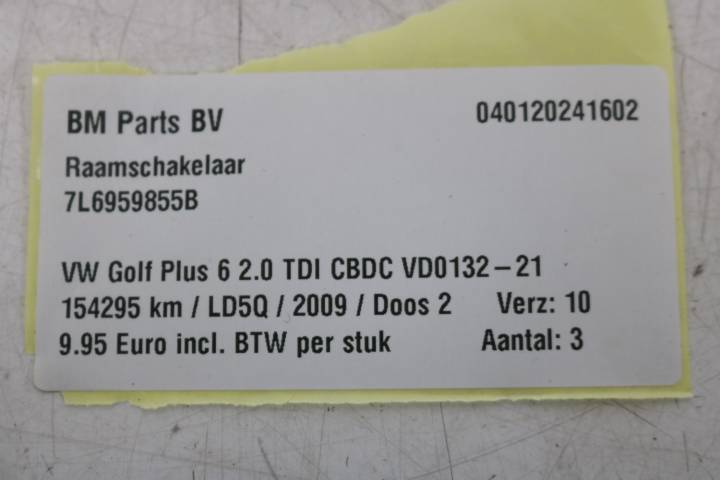 BM Parts BV 040120241602
Raamschakelaar
7L6959855B
VW Golf Plus 6 2.0 TDI CBDC VD0132-21
154295 km / LD5Q / 2009 / Doos 2 Verz: 10
9.95 Euro incl. BTW per stuk Aantal: 3